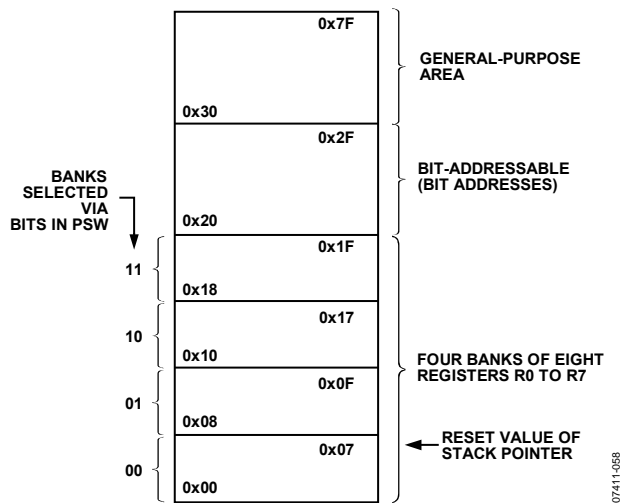 0x7F
GENERAL-PURPOSE
AREA
0x30
0x2F
BIT-ADDRESSABLE
(BIT ADDRESSES)
BANKS
SELECTED
VIA
BITS IN PSW
0x20
0x1F
11
0x18
0x17
10
0x10
FOUR BANKS OF EIGHT
REGISTERS R0 TO R7
0x0F
01
0x08
RESET VALUE OF
STACK POINTER
0x07
00
0x00
07411-058